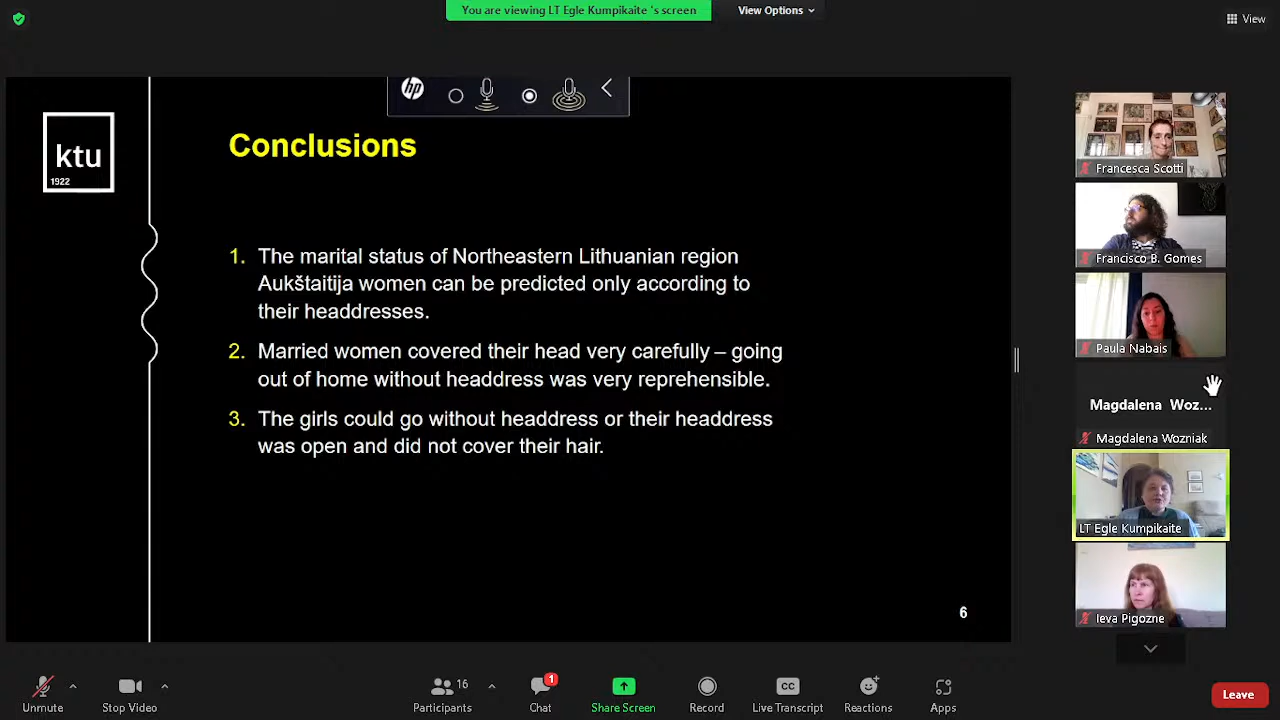 You are viewing LT Egle Kumpikaite 's screen
View Options
View
hp
ktu
1922
Conclusions
1. The marital status of Northeastern Lithuanian region
Aukštaitija women can be predicted only according to
their headdresses.
2. Married women covered their head very carefully – going
out of home without headdress was very reprehensible.
3. The girls could go without headdress or their headdress
was open and did not cover their hair.
6
Francesca Scotti
Francisco B. Gomes
Paula Nabais
Magdalena Woz...
Magdalena Wozniak
LT Egle Kumpikaite
Ieva Pigozne
Unmute
Stop Video
Participants
16
Chat
1
Share Screen
Record
CC
Live Transcript
Reactions
Apps
Leave